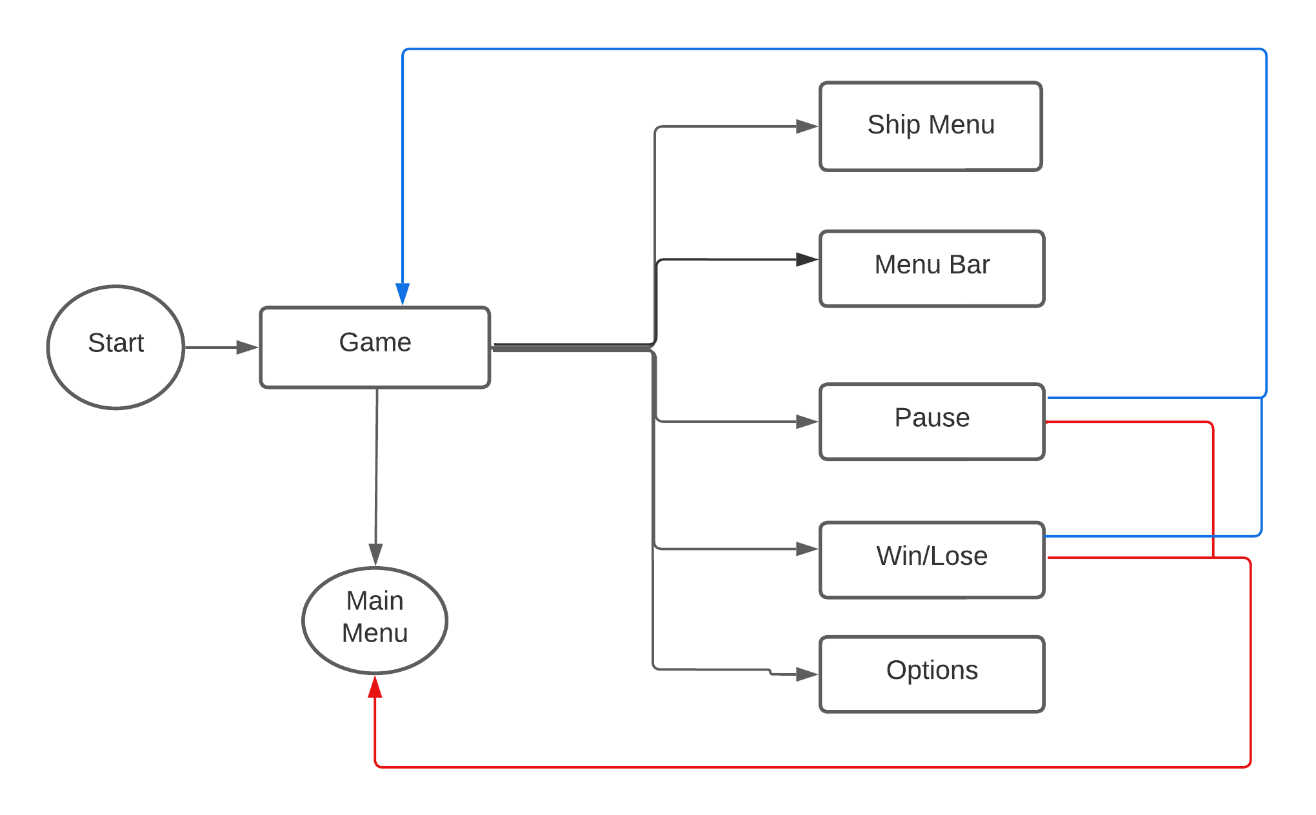 Ship Menu
Menu Bar
Start
Game
Pause
Win/Lose
Main
Menu
Options